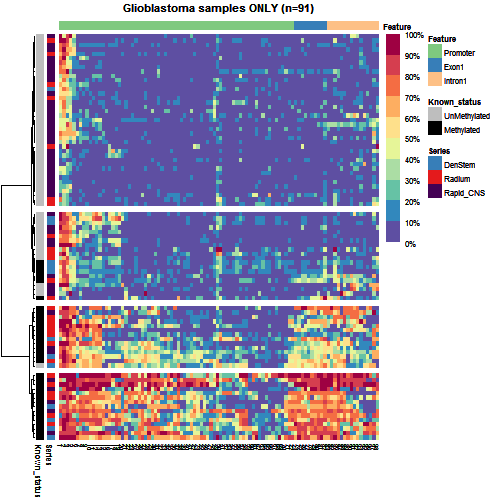 Glioblastoma samples ONLY (n=91)
Feature
100%
90%
80%
70%
60%
50%
40%
30%
20%
10%
0%
Feature
Promoter
Exon1
Intron1
Known_status
UnMethylated
Methylated
Series
DenStem
Radium
Rapid_CNS
Known_status
Series